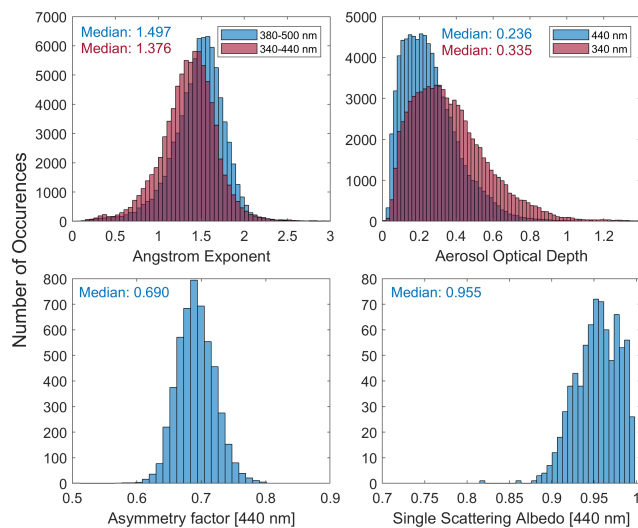 Number of Occurences
7000
6000
5000
4000
3000
2000
1000
0
Median: 1.497
Median: 1.376
380-500 nm
340-440 nm
0 0.5 1 1.5 2 2.5 3
Angstrom Exponent
5000
4000
3000
2000
1000
0
Median: 0.236
Median: 0.335
440 nm
340 nm
0 0.2 0.4 0.6 0.8 1 1.2
Aerosol Optical Depth
800
700
600
500
400
300
200
100
0
Median: 0.690
0.5 0.6 0.7 0.8 0.9
Asymmetry factor [440 nm]
80
70
60
50
40
30
20
10
0
Median: 0.955
0.7 0.75 0.8 0.85 0.9 0.95 1
Single Scattering Albedo [440 nm]